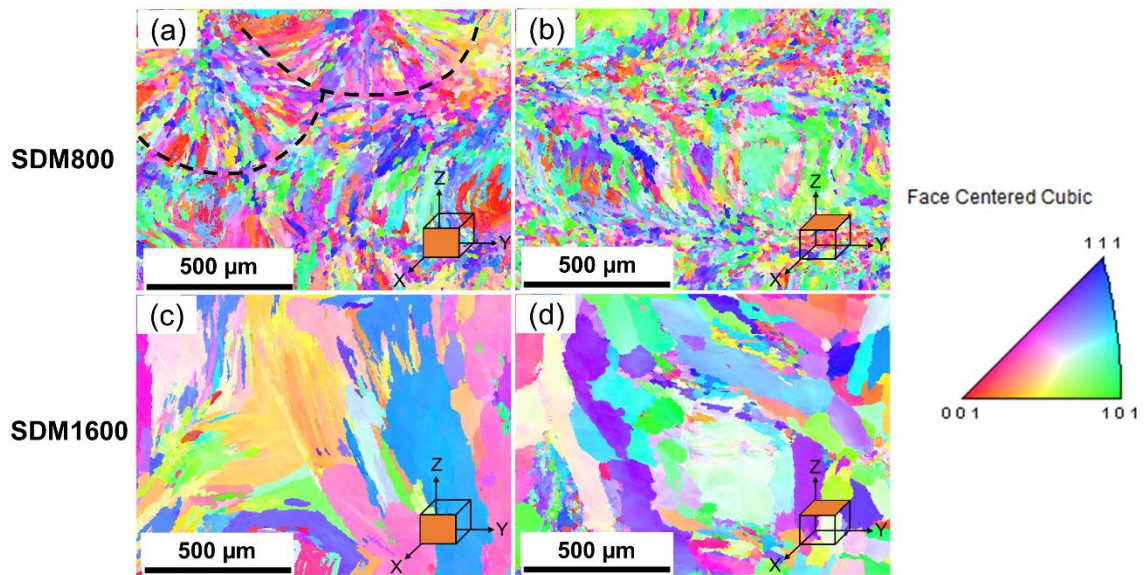 (a)
(b)
SDM800
Z
Y
X
500 μm
Z
Y
X
500 μm
Face Centered Cubic
1 1 1
0 0 1
1 0 1
(c)
(d)
SDM1600
Z
Y
X
500 μm
Z
Y
X
500 μm